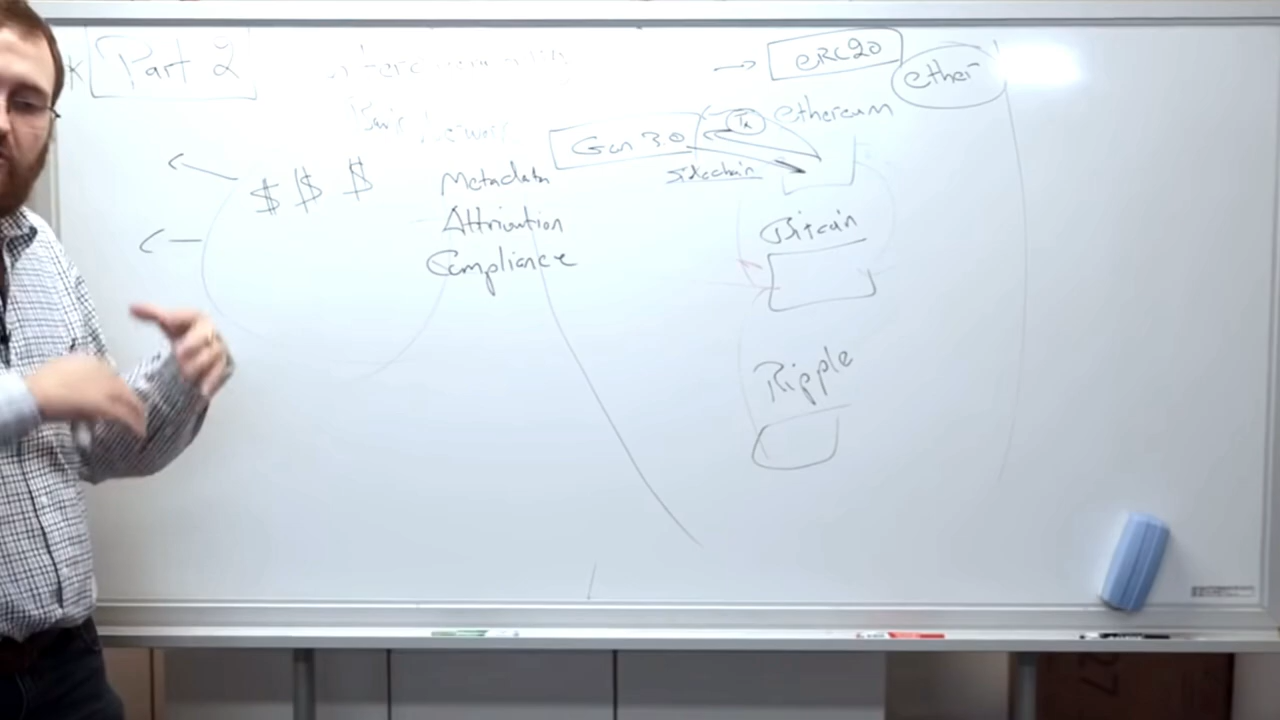 Part 2
$ $ $
Metadata
Attribution
Compliance
Gen 3.0
Tx
sidechain
ERC20
ether
ethereum
Bitcoin
Ripple